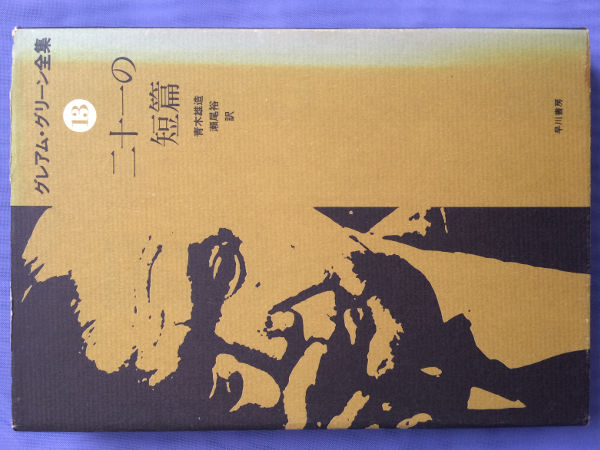 グレアム・グリーン全集
13
二十一の
短篇
青木雄造
瀬尾裕
訳
早川書房